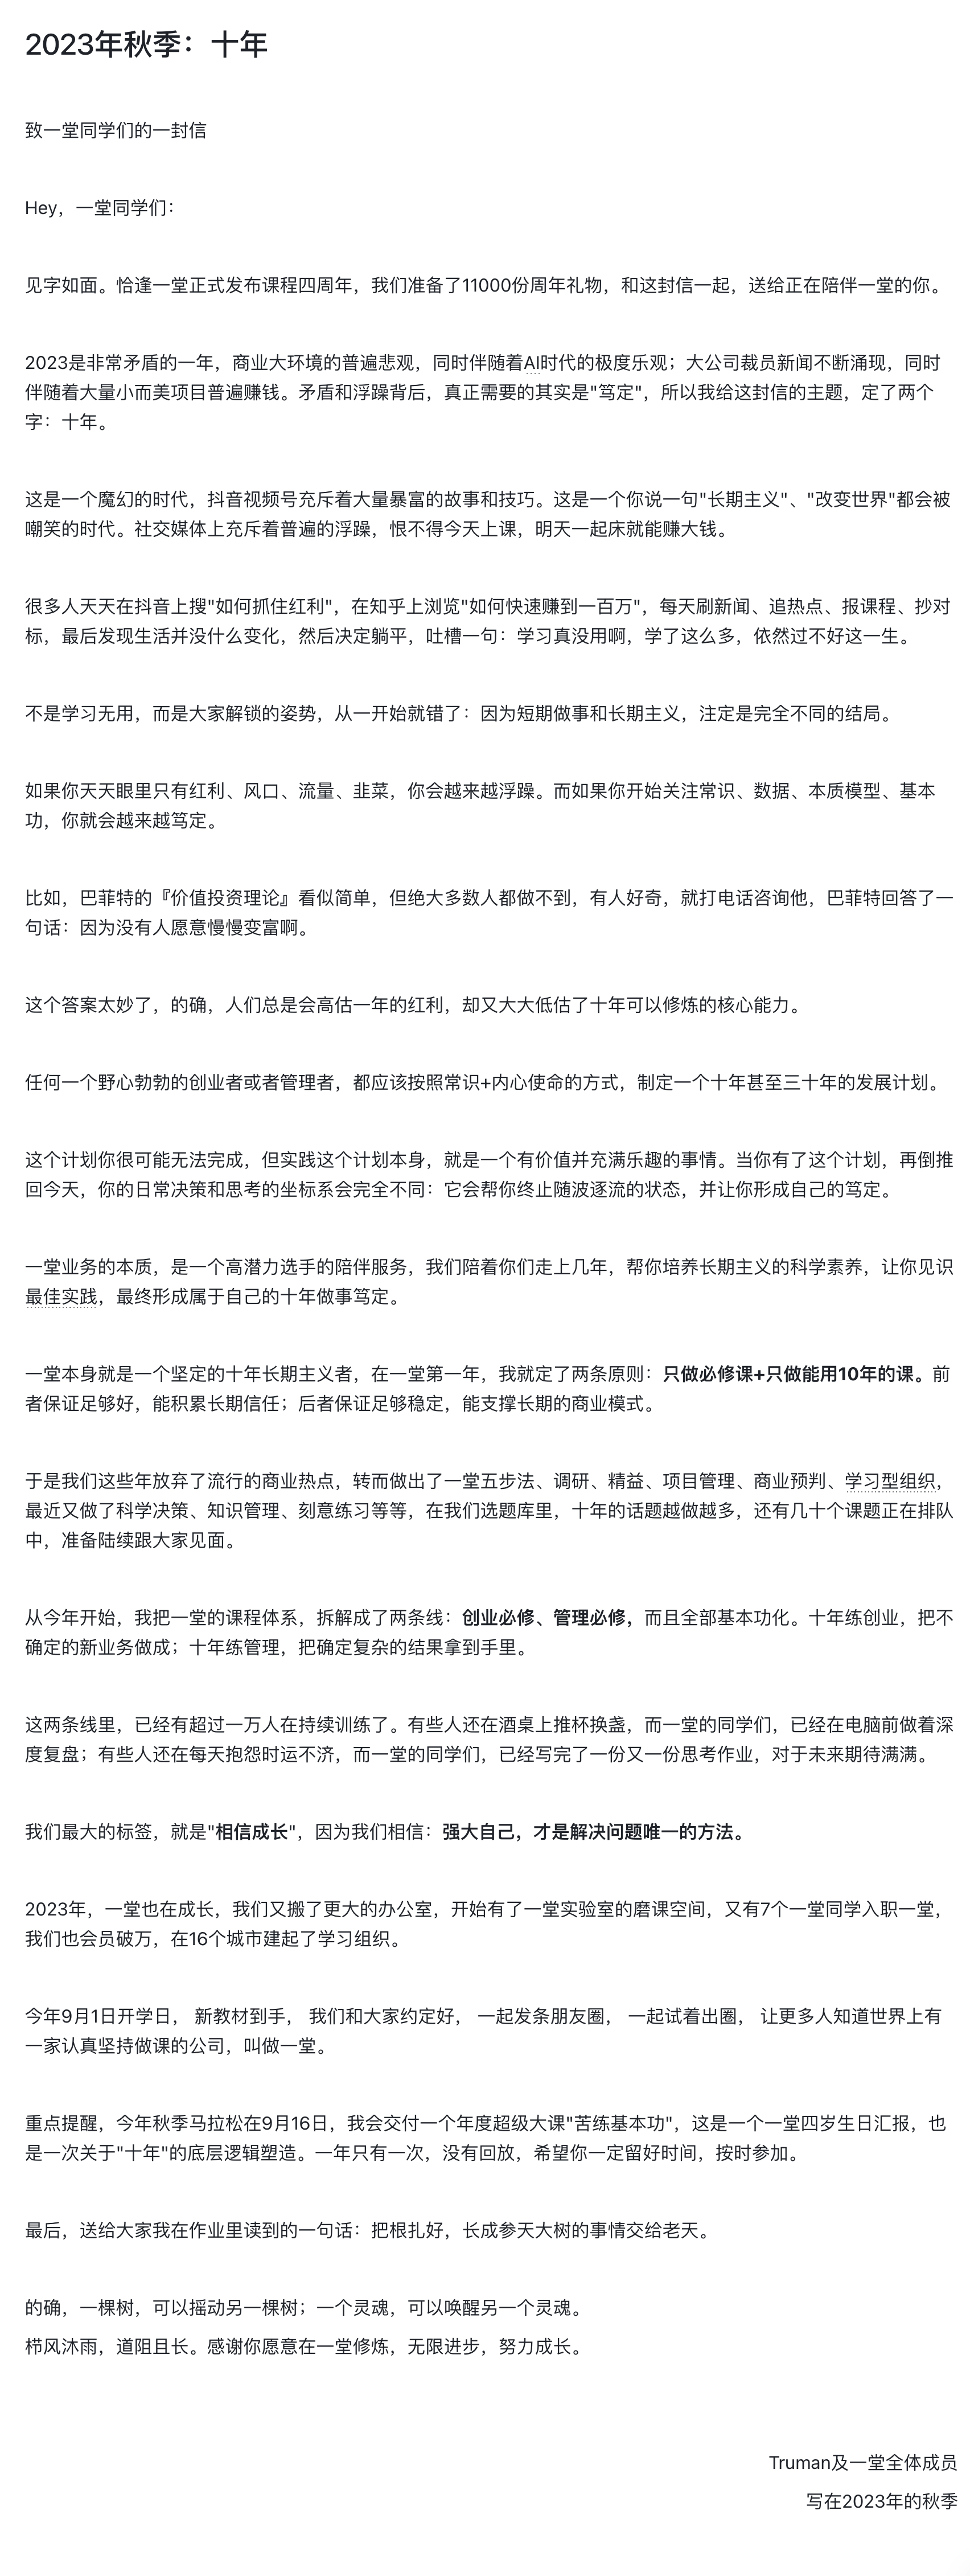 2023年秋季：十年
致一堂同学们的一封信
Hey，一堂同学们：
见字如面。恰逢一堂正式发布课程四周年，我们准备了11000份周年礼物，和这封信一起，送给正在陪伴一堂的你。
2023是非常矛盾的一年，商业大环境的普遍悲观，同时伴随着AI时代的极度乐观；大公司裁员新闻不断涌现，同时
伴随着大量小而美项目普遍赚钱。矛盾和浮躁背后，真正需要的其实是"笃定"，所以我给这封信的主题，定了两个
字：十年。
这是一个魔幻的时代，抖音视频号充斥着大量暴富的故事和技巧。这是一个你说一句"长期主义"、"改变世界"都会被
嘲笑的时代。社交媒体上充斥着普遍的浮躁，恨不得今天上课，明天一起床就能赚大钱。
很多人天天在抖音上搜"如何抓住红利"，在知乎上浏览"如何快速赚到一百万"，每天刷新闻、追热点、报课程、抄对
标，最后发现生活并没什么变化，然后决定躺平，吐槽一句：学习真没用啊，学了这么多，依然过不好这一生。
不是学习无用，而是大家解锁的姿势，从一开始就错了：因为短期做事和长期主义，注定是完全不同的结局。
如果你天天眼里只有红利、风口、流量、韭菜，你会越来越浮躁。而如果你开始关注常识、数据、本质模型、基本
功，你就会越来越笃定。
比如，巴菲特的『价值投资理论』看似简单，但绝大多数人都做不到，有人好奇，就打电话咨询他，巴菲特回答了一
句话：因为没有人愿意慢慢变富啊。
这个答案太妙了，的确，人们总是会高估一年的红利，却又大大低估了十年可以修炼的核心能力。
任何一个野心勃勃的创业者或者管理者，都应该按照常识+内心使命的方式，制定一个十年甚至三十年的发展计划。
这个计划你很可能无法完成，但实践这个计划本身，就是一个有价值并充满乐趣的事情。当你有了这个计划，再倒推
回今天，你的日常决策和思考的坐标系会完全不同：它会帮你终止随波逐流的状态，并让你形成自己的笃定。
一堂业务的本质，是一个高潜力选手的陪伴服务，我们陪着你们走上几年，帮你培养长期主义的科学素养，让你见识
最佳实践，最终形成属于自己的十年做事笃定。
一堂本身就是一个坚定的十年长期主义者，在一堂第一年，我就定了两条原则：只做必修课+只做能用10年的课。前
者保证足够好，能积累长期信任；后者保证足够稳定，能支撑长期的商业模式。
于是我们这些年放弃了流行的商业热点，转而做出了一堂五步法、调研、精益、项目管理、商业预判、学习型组织，
最近又做了科学决策、知识管理、刻意练习等等，在我们选题库里，十年的话题越做越多，还有几十个课题正在排队
中，准备陆续跟大家见面。
从今年开始，我把一堂的课程体系，拆解成了两条线：创业必修、管理必修，而且全部基本功化。十年练创业，把不
确定的新业务做成；十年练管理，把确定复杂的结果拿到手里。
这两条线里，已经有超过一万人在持续训练了。有些人还在酒桌上推杯换盏，而一堂的同学们，已经在电脑前做着深
度复盘；有些人还在每天抱怨时运不济，而一堂的同学们，已经写完了一份又一份思考作业，对于未来期待满满。
我们最大的标签，就是"相信成长"，因为我们相信：强大自己，才是解决问题唯一的方法。
2023年，一堂也在成长，我们又搬了更大的办公室，开始有了一堂实验室的磨课空间，又有7个一堂同学入职一堂，
我们也会员破万，在16个城市建起了学习组织。
今年9月1日开学日， 新教材到手， 我们和大家约定好， 一起发条朋友圈， 一起试着出圈， 让更多人知道世界上有
一家认真坚持做课的公司，叫做一堂。
重点提醒，今年秋季马拉松在9月16日，我会交付一个年度超级大课"苦练基本功"，这是一个一堂四岁生日汇报，也
是一次关于"十年"的底层逻辑塑造。一年只有一次，没有回放，希望你一定留好时间，按时参加。
最后，送给大家我在作业里读到的一句话：把根扎好，长成参天大树的事情交给老天。
的确，一棵树，可以摇动另一棵树；一个灵魂，可以唤醒另一个灵魂。
栉风沐雨，道阻且长。感谢你愿意在一堂修炼，无限进步，努力成长。
Truman及一堂全体成员
写在2023年的秋季